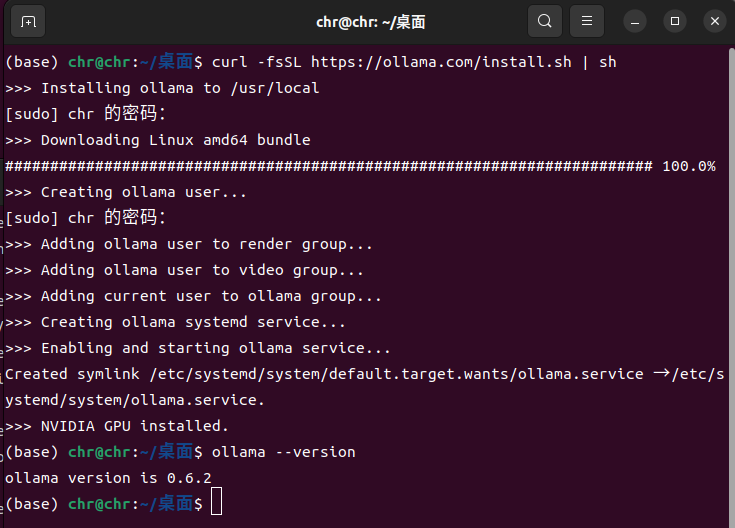 chr@chr: ~/桌面
(base) chr@chr:~/桌面$ curl -fsSL https://ollama.com/install.sh | sh
>>> Installing ollama to /usr/local
[sudo] chr 的密码：
>>> Downloading Linux amd64 bundle
######################################################################## 100.0%
>>> Creating ollama user...
[sudo] chr 的密码：
>>> Adding ollama user to render group...
>>> Adding ollama user to video group...
>>> Adding current user to ollama group...
>>> Creating ollama systemd service...
>>> Enabling and starting ollama service...
Created symlink /etc/systemd/system/default.target.wants/ollama.service →/etc/s
ystemd/system/ollama.service.
>>> NVIDIA GPU installed.
(base) chr@chr:~/桌面$ ollama --version
ollama version is 0.6.2
(base) chr@chr:~/桌面$